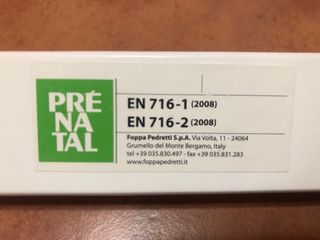 PRÉ
NA
TAL
EN 716-1 (2008)
EN 716-2 (2008)
Foppa Pedretti S.p.A. Via Volta, 11 - 24064
Grumello del Monte Bergamo, Italy
tel +39 035.830.497 - fax +39 035.831.283
www.foppapedretti.it